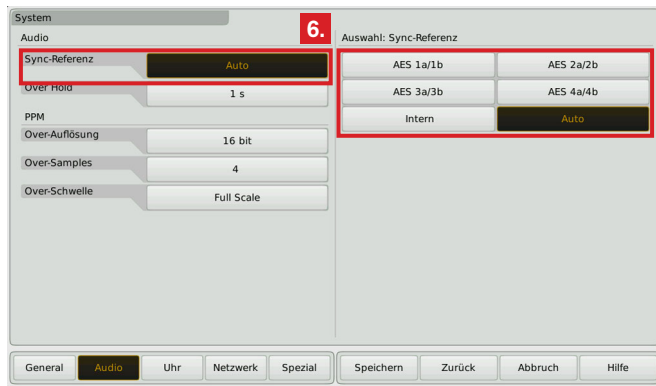 System
6.
Audio
Auswahl: Sync-Referenz
Sync-Referenz
Auto
AES 1a/1b
AES 2a/2b
Over Hold
1 s
AES 3a/3b
AES 4a/4b
PPM
Intern
Auto
Over-Auflösung
16 bit
Over-Samples
4
Over-Schwelle
Full Scale
General Audio Uhr Netzwerk Spezial Speichern Zurück Abbruch Hilfe